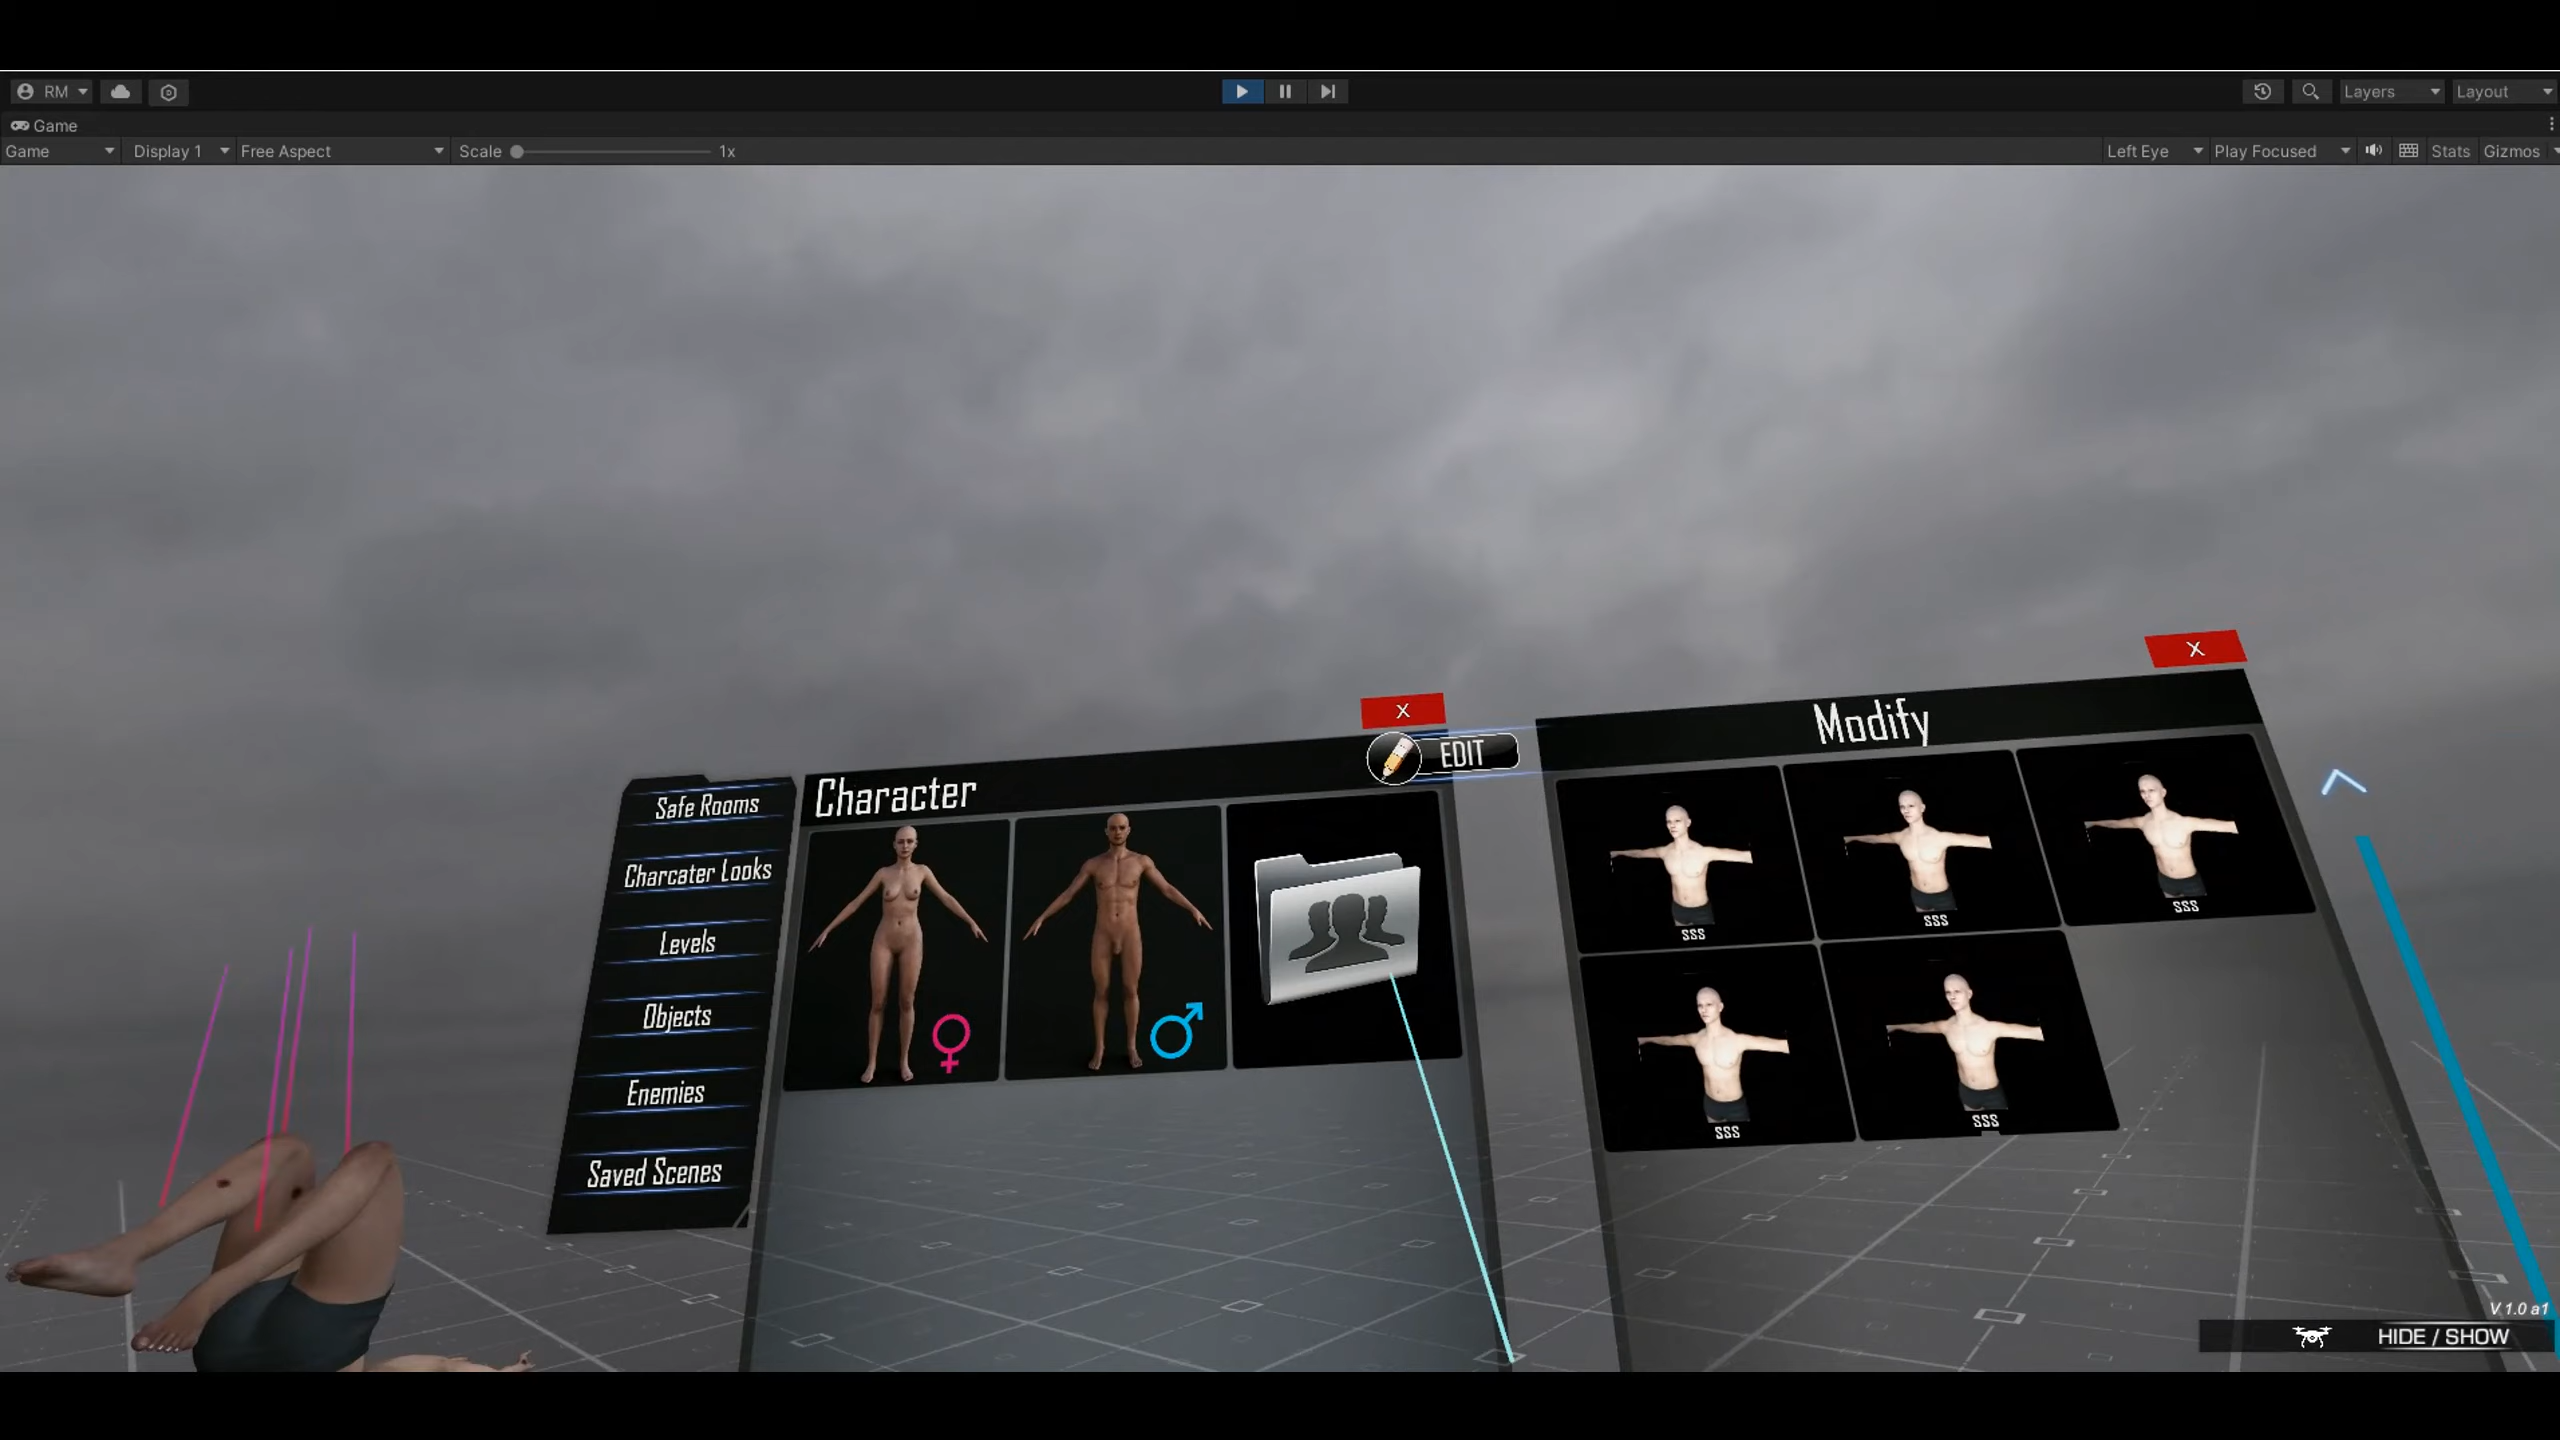 RM
Layers
Layout
Game
Game
Display 1
Free Aspect
Scale
1x
Left Eye
Play Focused
Stats
Gizmos
X
X
EDIT
Modify
Character
Safe Rooms
Charcater Looks
Levels
Objects
Enemies
Saved Scenes
SSS
SSS
SSS
SSS
SSS
V 1.0 a1
HIDE / SHOW